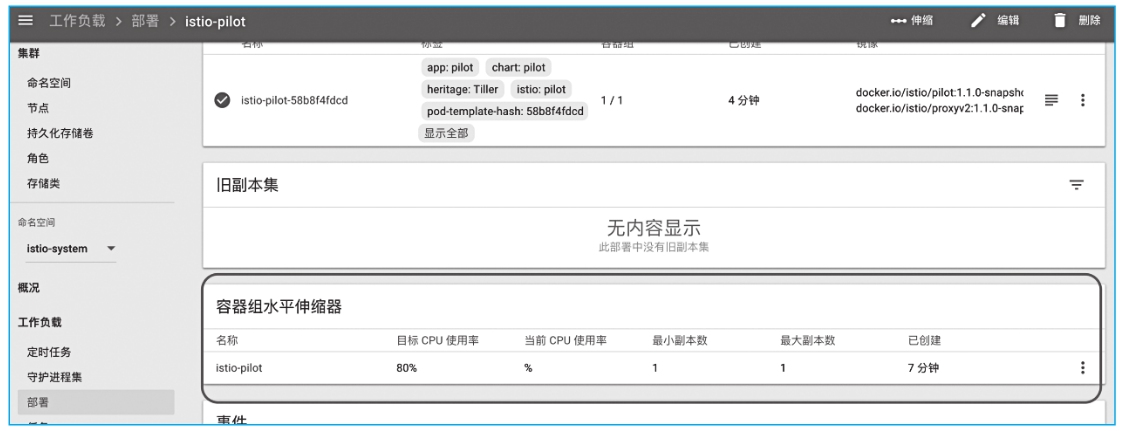 工作负载 > 部署 > istio-pilot
伸缩
编辑
删除
集群
命名空间
节点
持久化存储卷
角色
存储类
命名空间
istio-system
概况
工作负载
定时任务
守护进程集
部署
名称 标签 容器组 已创建 镜像
app: pilot chart: pilot
heritage: Tiller istio: pilot
pod-template-hash: 58b8f4fdcd
显示全部
istio-pilot-58b8f4fdcd
1 / 1
4 分钟
docker.io/istio/pilot:1.1.0-snapsh
docker.io/istio/proxyv2:1.1.0-snap
旧副本集
无内容显示
此部署中没有旧副本集
容器组水平伸缩器
名称 目标 CPU 使用率 当前 CPU 使用率 最小副本数 最大副本数 已创建
istio-pilot 80% % 1 1 7 分钟
事件